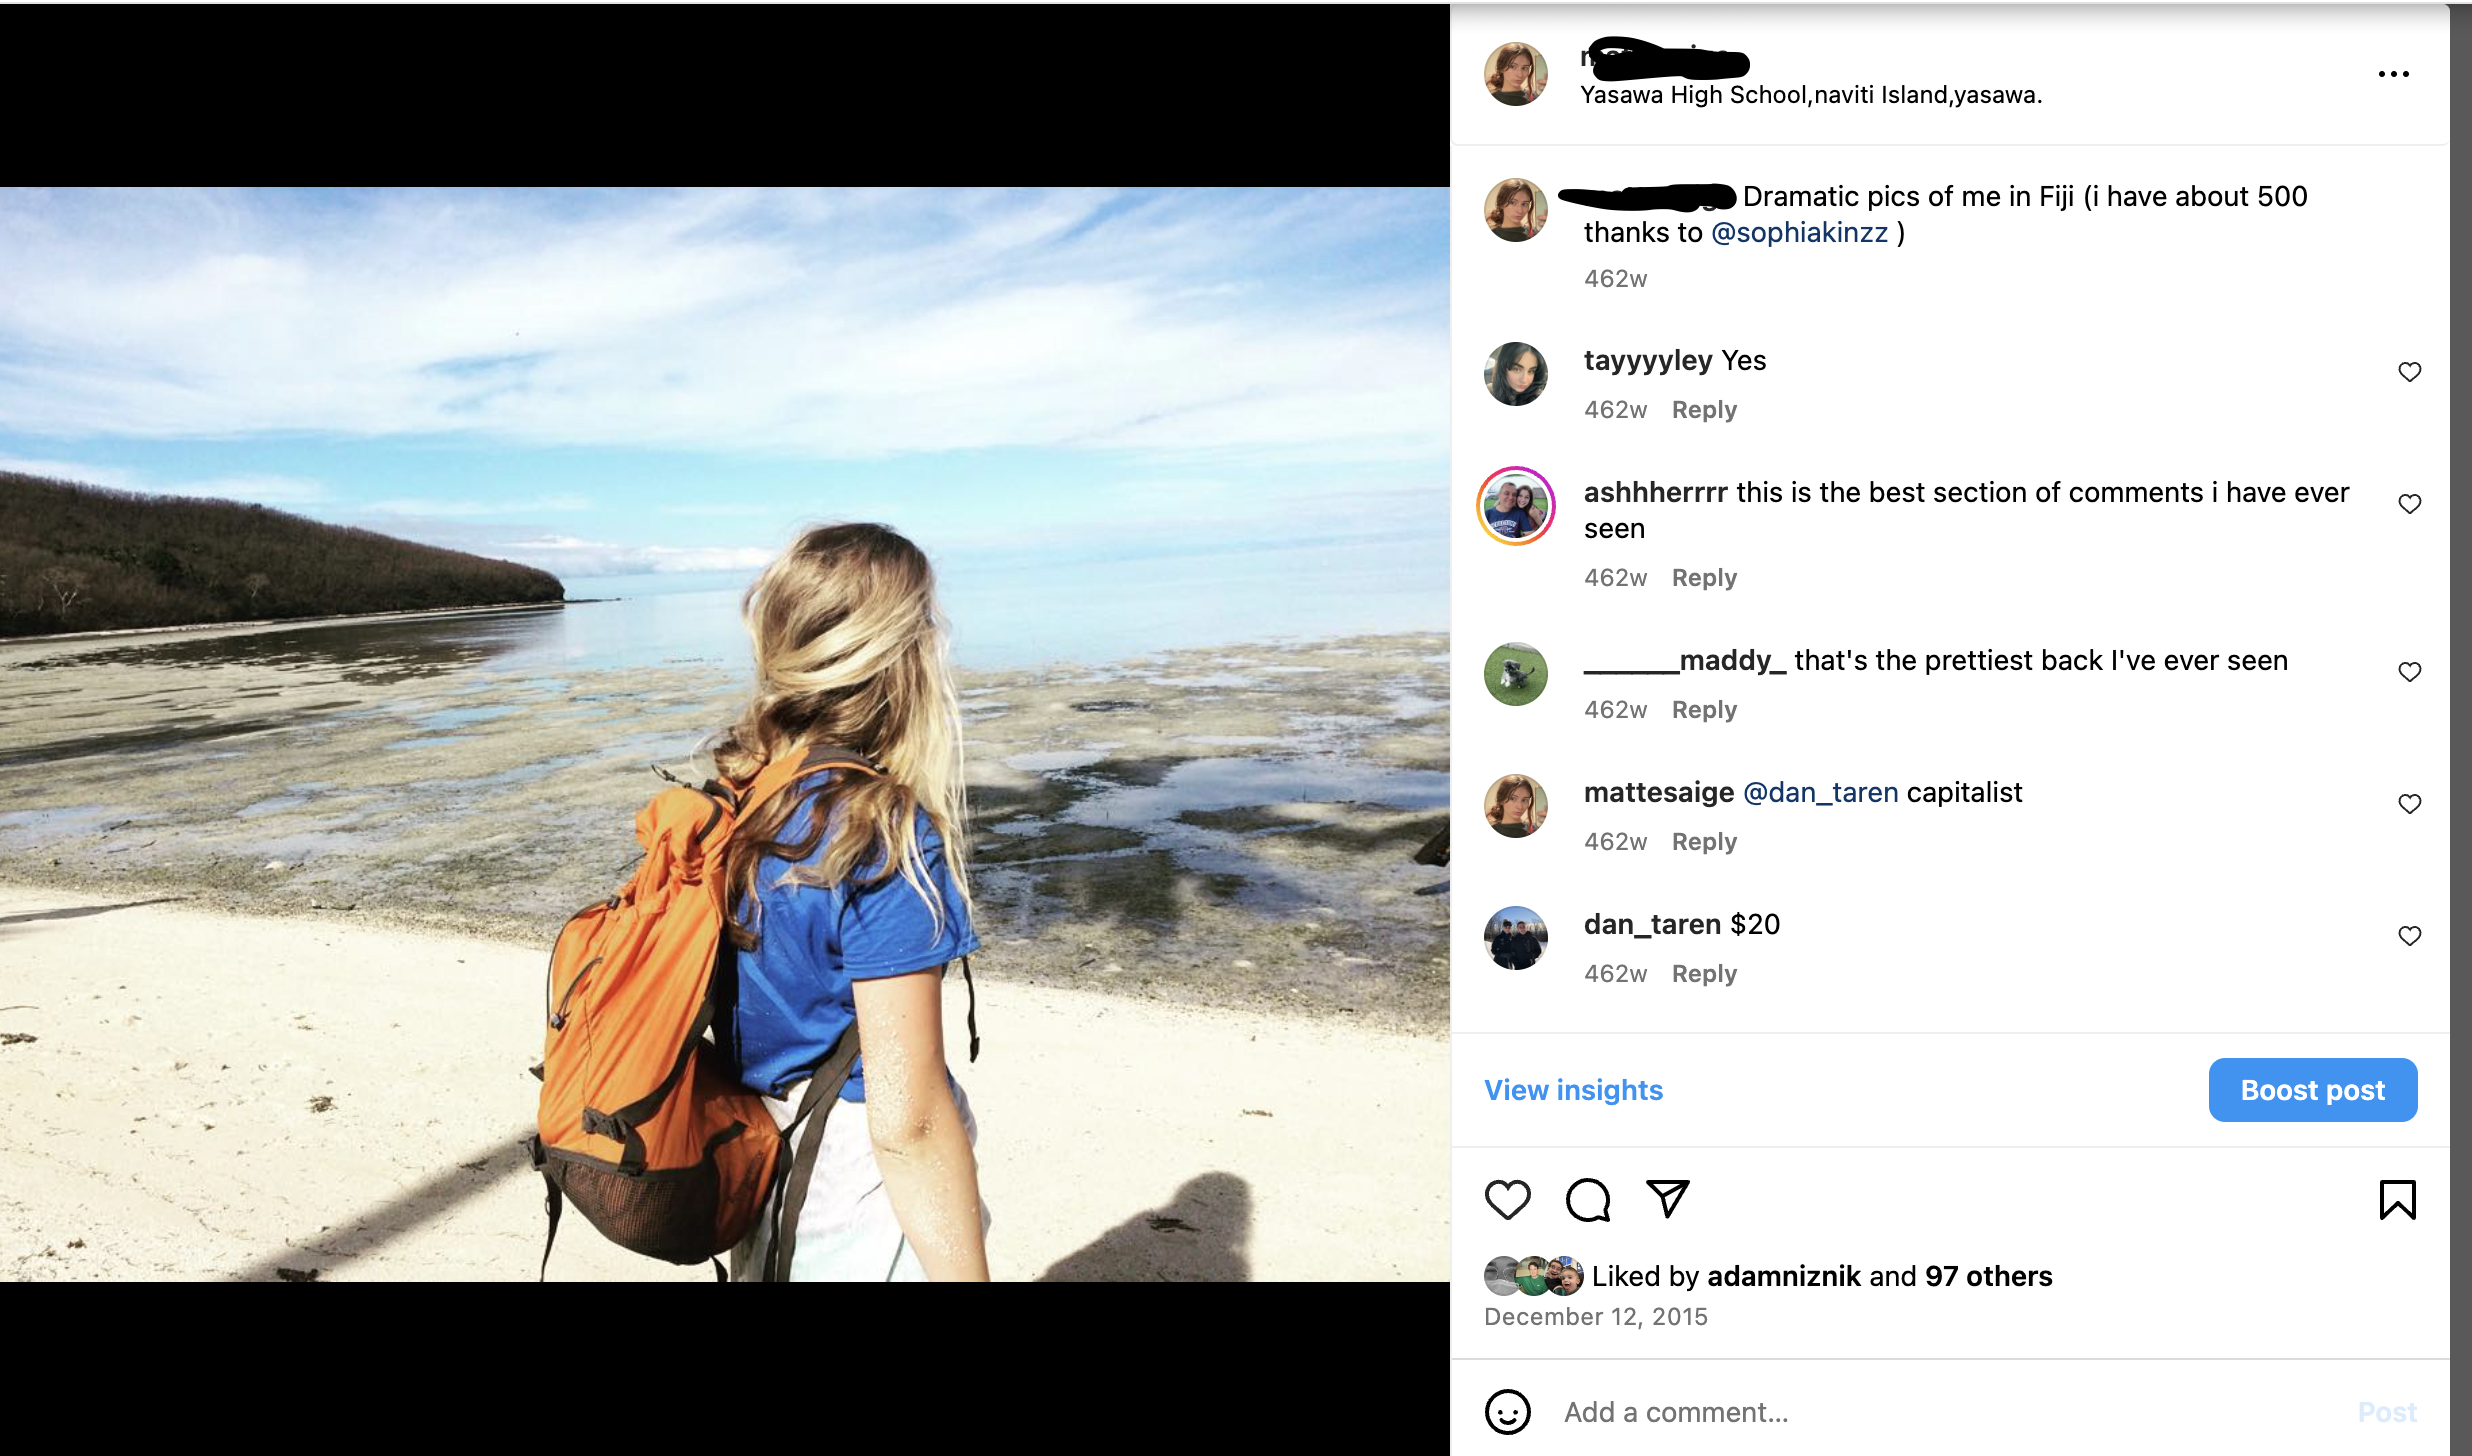 Yasawa High School,naviti Island,yasawa.
Dramatic pics of me in Fiji (i have about 500
thanks to @sophiakinzz )
462w
tayyyyley Yes
462w Reply
ashhherrrr this is the best section of comments i have ever
seen
462w Reply
______maddy_ that's the prettiest back I've ever seen
462w Reply
mattesaige @dan_taren capitalist
462w Reply
dan_taren $20
462w Reply
View insights
Boost post
Liked by adamniznik and 97 others
December 12, 2015
Add a comment...
Post